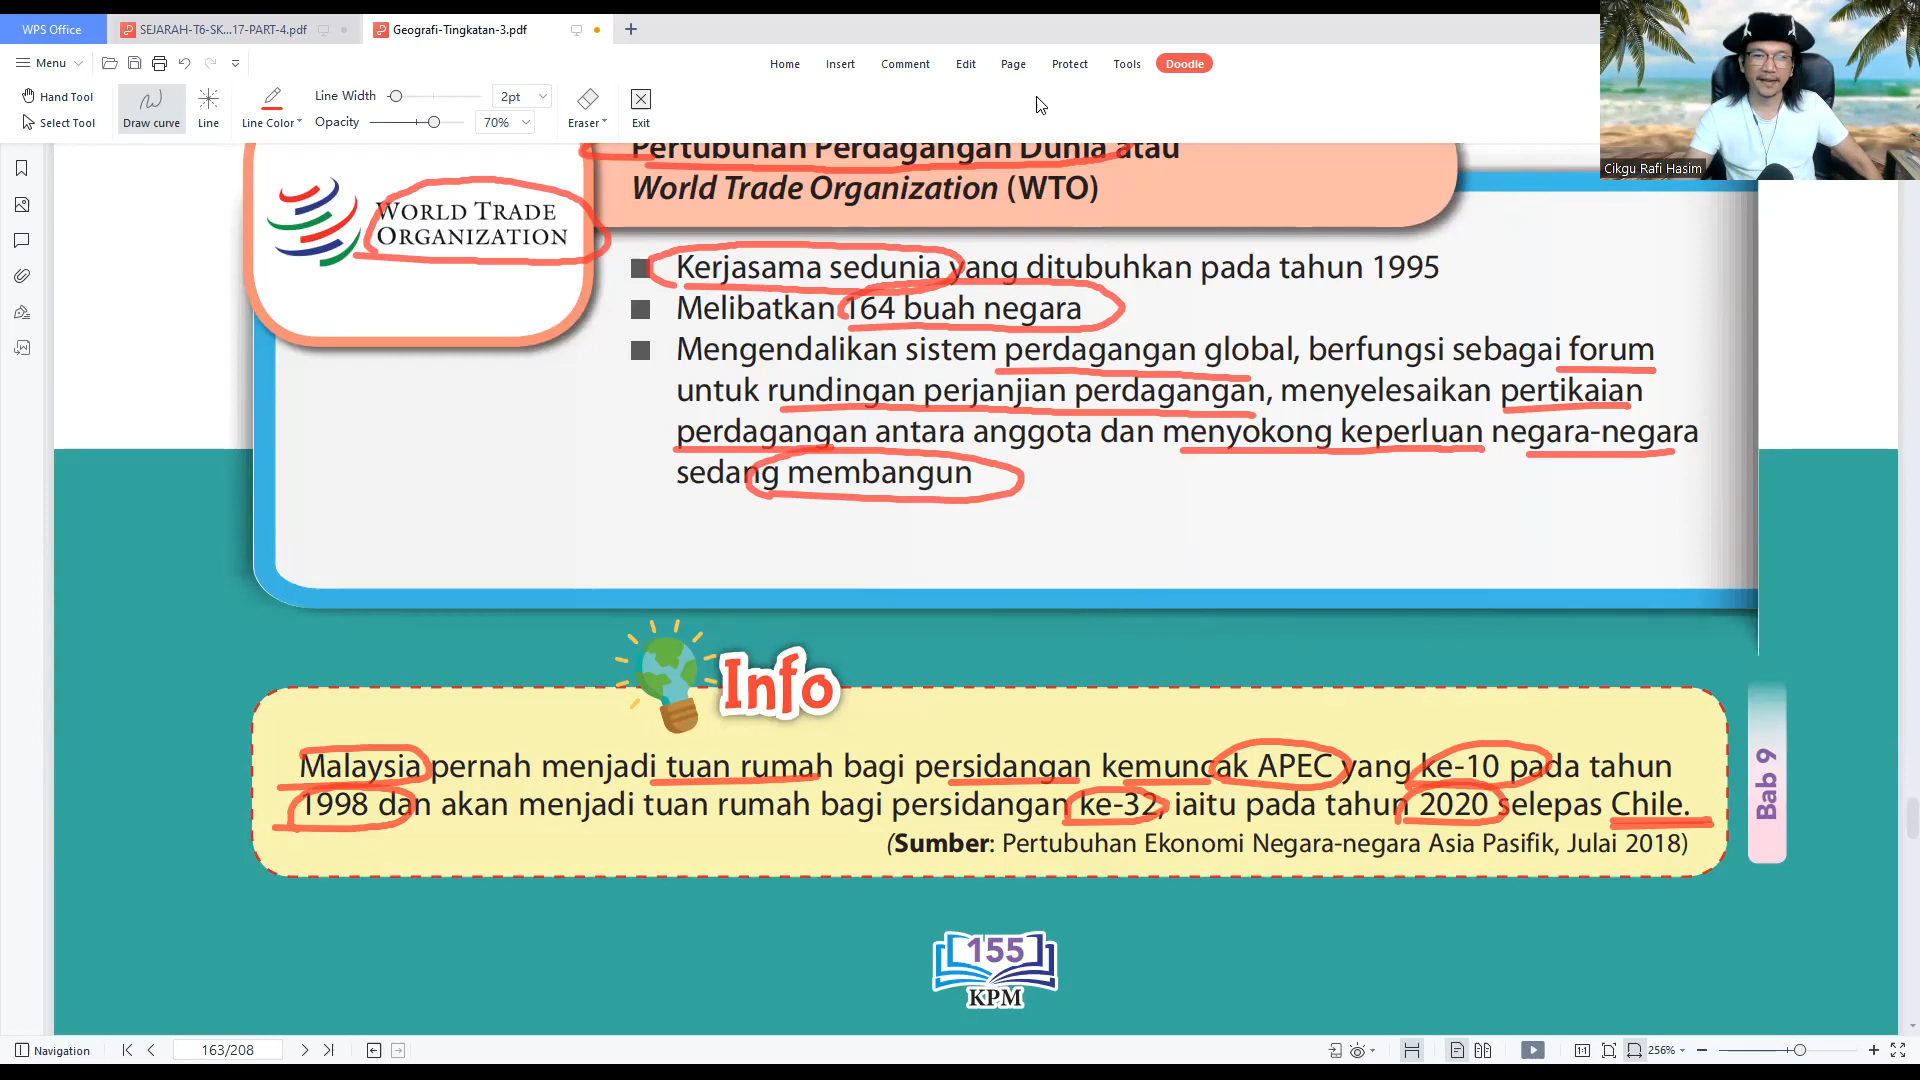 WPS Office
SEJARAH-T6-SK...17-PART-4.pdf
Geografi-Tingkatan-3.pdf
Menu
Home
Insert
Comment
Edit
Page
Protect
Tools
Doodle
Hand Tool
Select Tool
Draw curve
Line
Line Color
Line Width
2pt
Opacity
70%
Eraser
Exit
Cikgu Rafi Hasim
Pertubuhan Perdagangan Dunia atau
World Trade Organization (WTO)
WORLD TRADE
ORGANIZATION
Kerjasama sedunia yang ditubuhkan pada tahun 1995
Melibatkan 164 buah negara
Mengendalikan sistem perdagangan global, berfungsi sebagai forum
untuk rundingan perjanjian perdagangan, menyelesaikan pertikaian
perdagangan antara anggota dan menyokong keperluan negara-negara
sedang membangun
Info
Malaysia pernah menjadi tuan rumah bagi persidangan kemuncak APEC yang ke-10 pada tahun
1998 dan akan menjadi tuan rumah bagi persidangan ke-32, iaitu pada tahun 2020 selepas Chile.
(Sumber: Pertubuhan Ekonomi Negara-negara Asia Pasifik, Julai 2018)
Bab 9
155
KPM
Navigation
163/208
1:1
256%